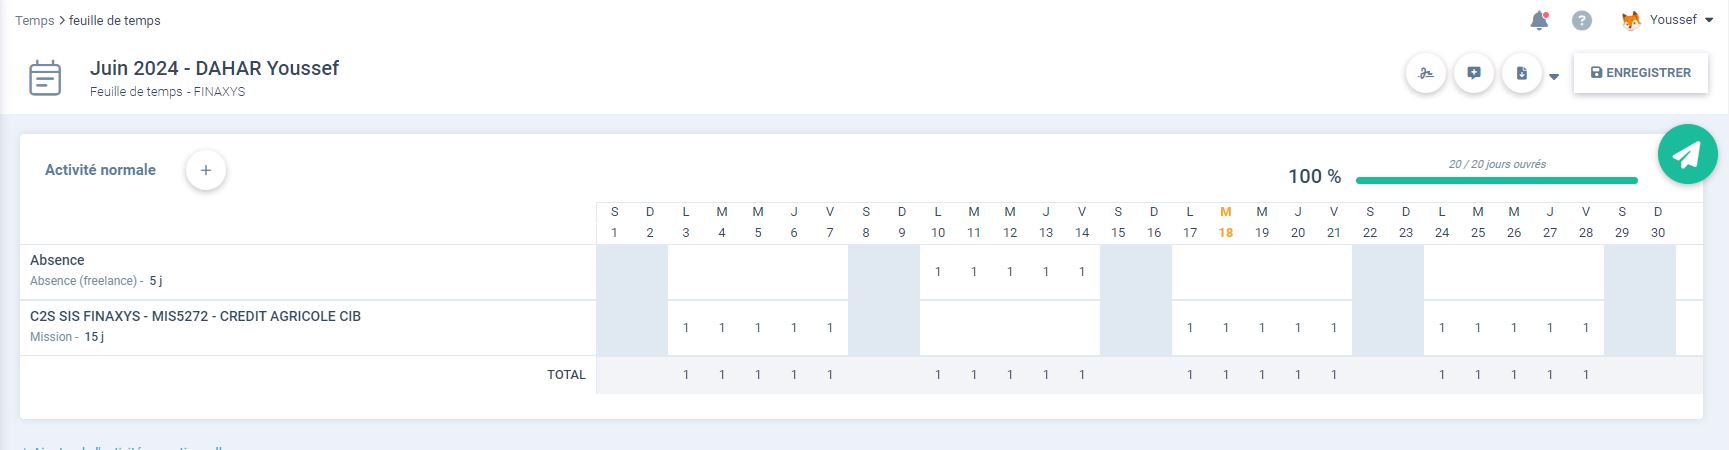 Temps > feuille de temps
Youssef
Juin 2024 - DAHAR Youssef
Feuille de temps - FINAXYS
ENREGISTRER
Activité normale
+
100 %
20 / 20 jours ouvrés
S D L M M J V S D L M M J V S D L M M J V S D L M M J V S D
1 2 3 4 5 6 7 8 9 10 11 12 13 14 15 16 17 18 19 20 21 22 23 24 25 26 27 28 29 30
Absence
Absence (freelance) - 5 j
1 1 1 1 1
C2S SIS FINAXYS - MIS5272 - CREDIT AGRICOLE CIB
Mission - 15 j
1 1 1 1 1 1 1 1 1 1 1 1 1 1 1
TOTAL 1 1 1 1 1 1 1 1 1 1 1 1 1 1 1 1 1 1 1 1